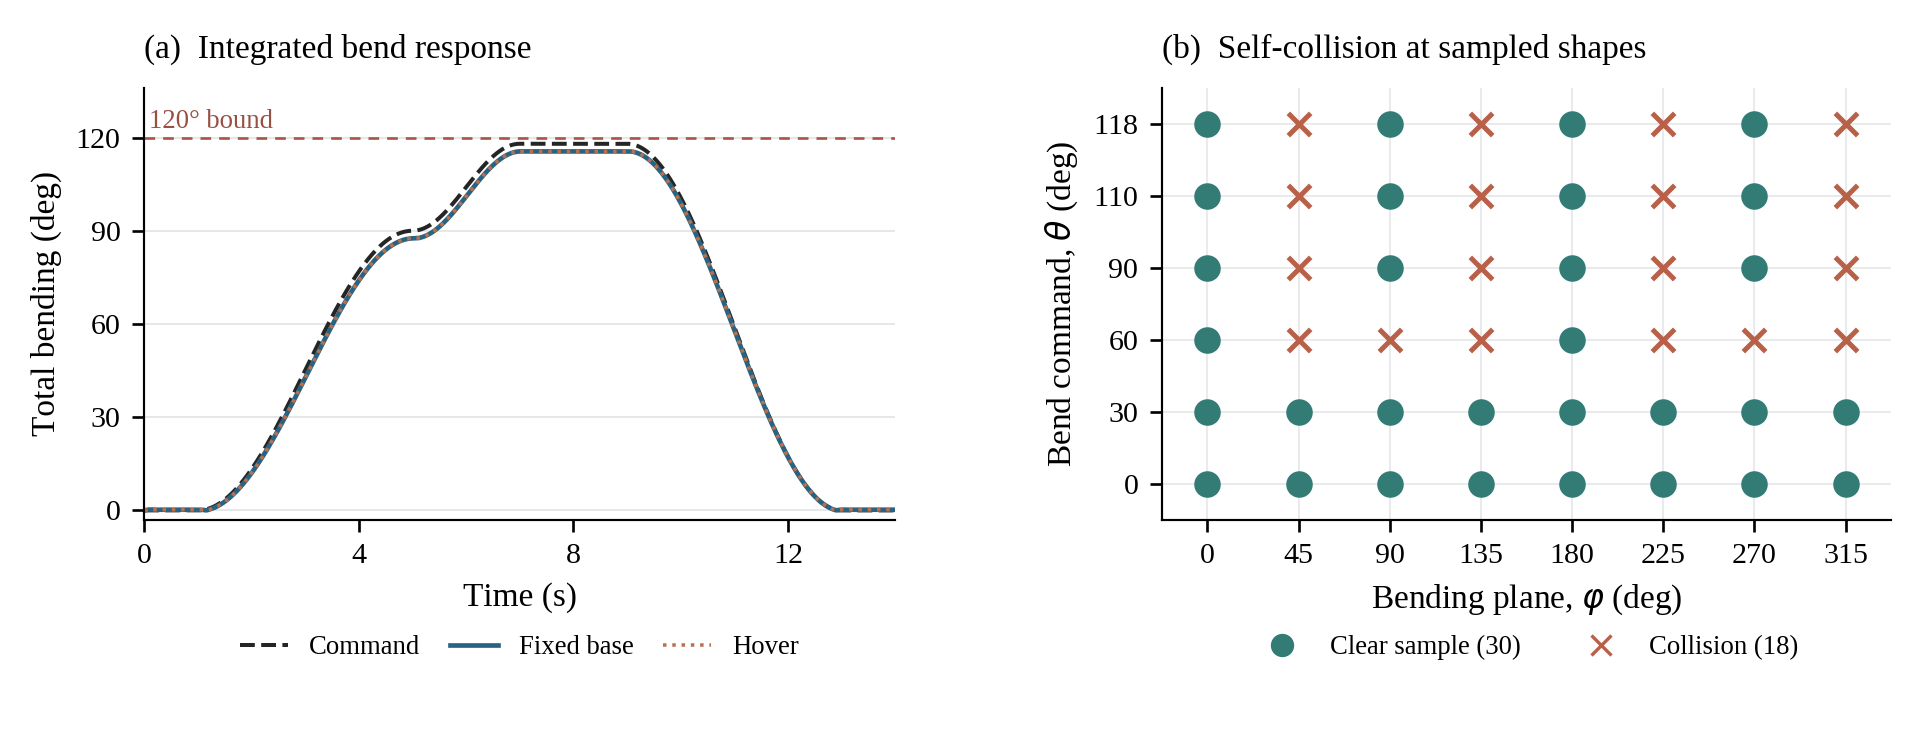 (a) Integrated bend response
120° bound
Total bending (deg)
120
90
60
30
0
0 4 8 12
Time (s)
Command Fixed base Hover
(b) Self-collision at sampled shapes
Bend command, θ (deg)
118
110
90
60
30
0
0 45 90 135 180 225 270 315
Bending plane, φ (deg)
Clear sample (30) Collision (18)